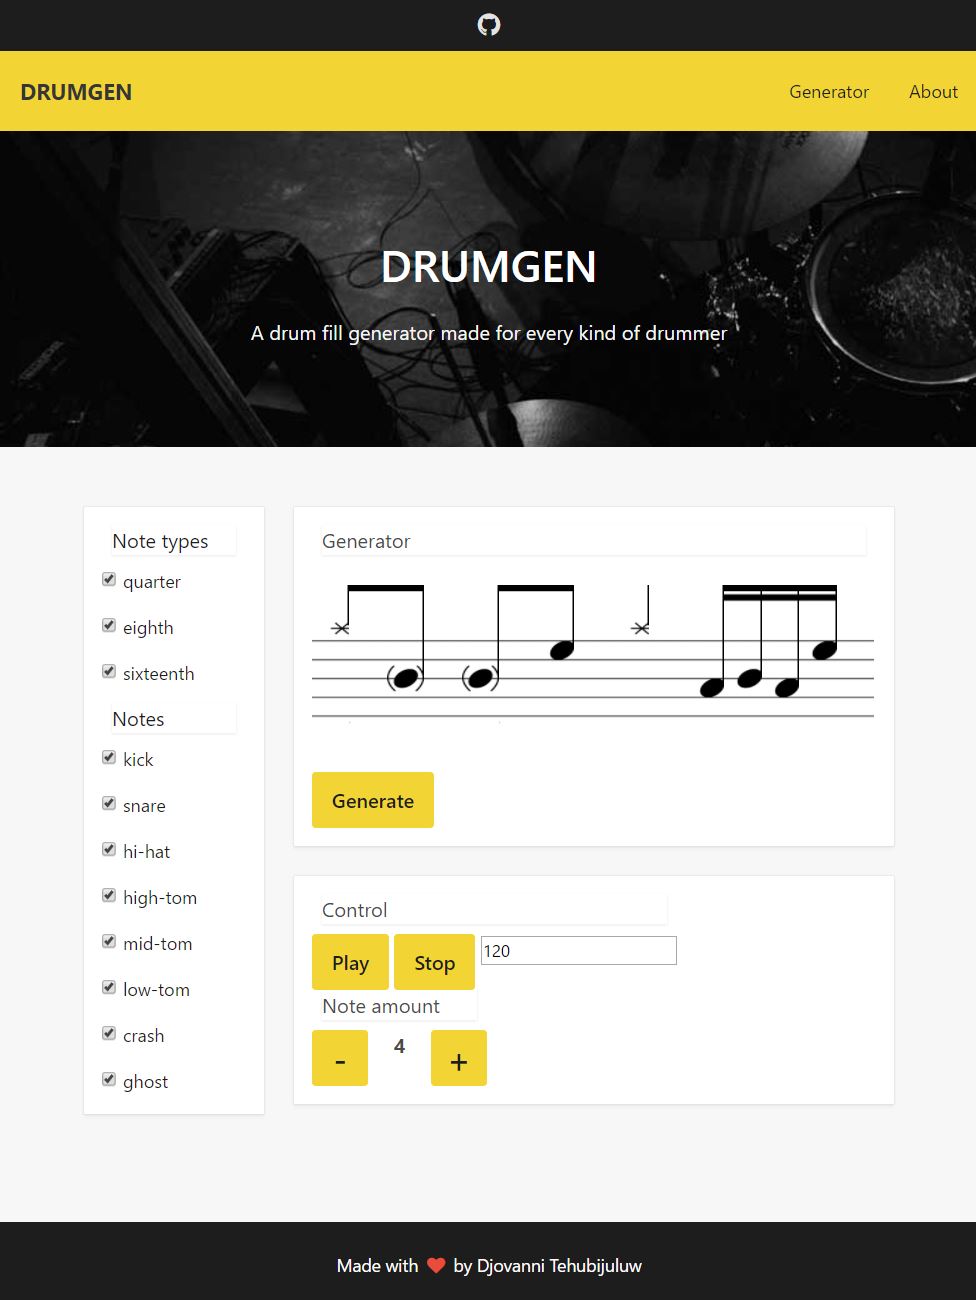 DRUMGEN
Generator
About
DRUMGEN
A drum fill generator made for every kind of drummer
Note types
quarter
eighth
sixteenth
Notes
kick
snare
hi-hat
high-tom
mid-tom
low-tom
crash
ghost
Generator
Generate
Control
Play
Stop
120
Note amount
-
4
+
Made with ❤ by Djovanni Tehubijuluw